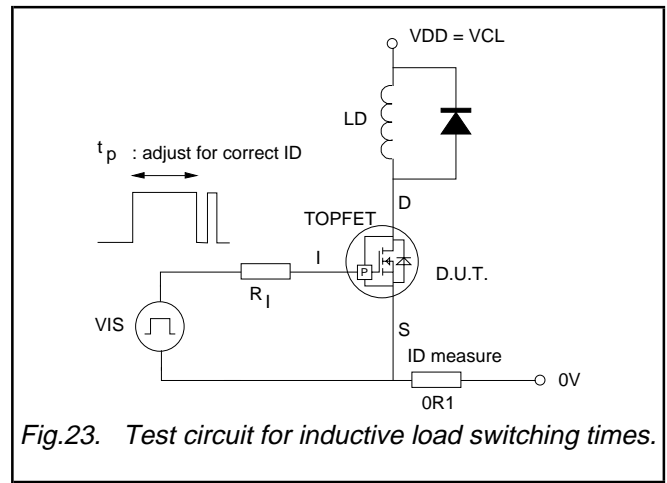 VDD = VCL
LD
t p : adjust for correct ID
D
TOPFET
I
P
D.U.T.
R I
VIS
S
ID measure
0V
0R1
Fig.23. Test circuit for inductive load switching times.